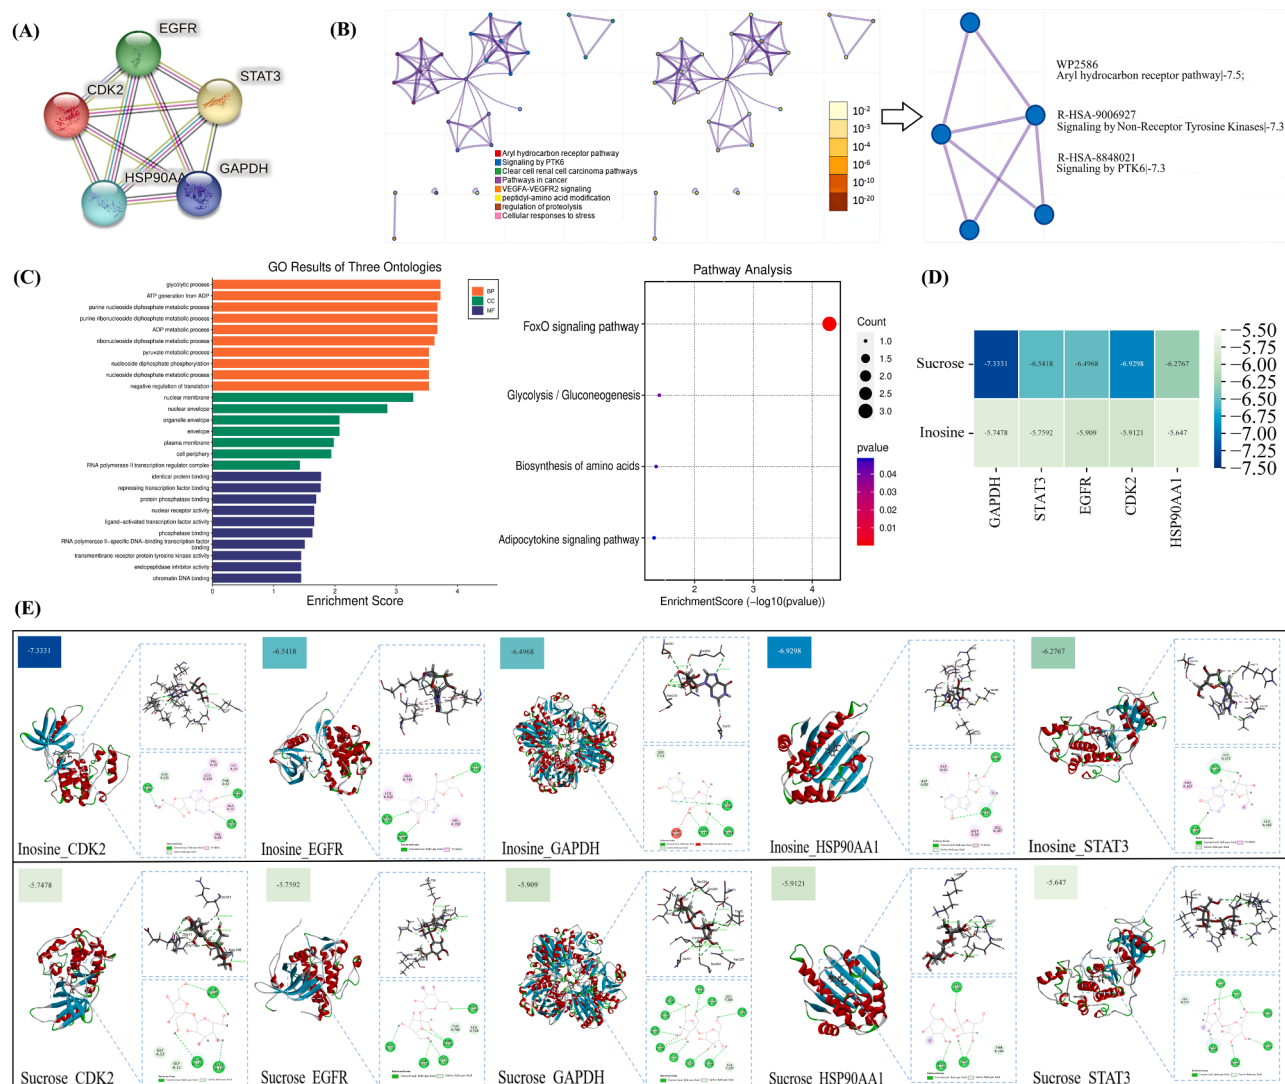 (A)
EGFR
STAT3
CDK2
GAPDH
HSP90AA
(B)
Aryl hydrocarbon receptor pathway
Signaling by PTK6
Clear cell renal cell carcinoma pathways
Pathways in cancer
VEGFA-VEGFR2 signaling
peptidyl-amino acid modification
regulation of proteolysis
Cellular responses to stress
10-2
10-3
10-4
10-6
10-10
10-20
WP2586
Aryl hydrocarbon receptor pathway|-7.5;
R-HSA-9006927
Signaling by Non-Receptor Tyrosine Kinases|-7.3
R-HSA-8848021
Signaling by PTK6|-7.3
(C)
GO Results of Three Ontologies
glycolytic process
ATP generation from ADP
purine nucleoside diphosphate metabolic process
purine ribonucleoside diphosphate metabolic process
ADP metabolic process
ribonucleoside diphosphate metabolic process
pyruvate metabolic process
nucleoside diphosphate phosphorylation
nucleoside diphosphate metabolic process
negative regulation of translation
nuclear membrane
nuclear envelope
organelle envelope
envelope
plasma membrane
cell periphery
RNA polymerase II transcription regulator complex
identical protein binding
repressing transcription factor binding
protein phosphatase binding
nuclear receptor activity
ligand-activated transcription factor activity
phosphatase binding
RNA polymerase II-specific DNA-binding transcription factor
binding
transmembrane receptor protein tyrosine kinase activity
endopeptidase inhibitor activity
chromatin DNA binding
0 1 2 3 4
Enrichment Score
BP
CC
MF
Pathway Analysis
FoxO signaling pathway
Glycolysis / Gluconeogenesis
Biosynthesis of amino acids
Adipocytokine signaling pathway
2 3 4
EnrichmentScore (−log10(pvalue))
Count
1.0
1.5
2.0
2.5
3.0
pvalue
0.04
0.03
0.02
0.01
(D)
Sucrose
-7.3331 -6.5418 -6.4968 -6.9298 -6.2767
Inosine
-5.7478 -5.7592 -5.909 -5.9121 -5.647
GAPDH
STAT3
EGFR
CDK2
HSP90AA1
−5.50
−5.75
−6.00
−6.25
−6.50
−6.75
−7.00
−7.25
−7.50
(E)
-7.3331
-6.5418
-6.4968
-6.9298
-6.2767
Inosine_CDK2
Inosine_EGFR
Inosine_GAPDH
Inosine_HSP90AA1
Inosine_STAT3
-5.7478
-5.7592
-5.909
-5.9121
-5.647
Sucrose_CDK2
Sucrose_EGFR
Sucrose_GAPDH
Sucrose_HSP90AA1
Sucrose_STAT3